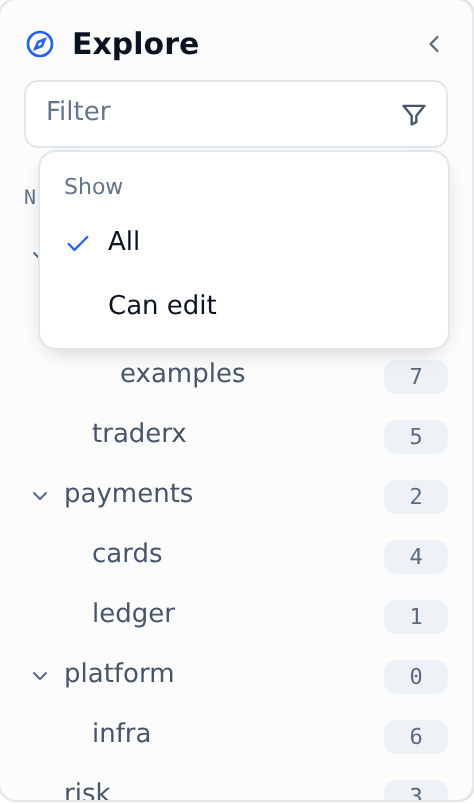 Explore
Filter
N
Show
All
Can edit
examples 7
traderx 5
payments 2
cards 4
ledger 1
platform 0
infra 6
risk 3